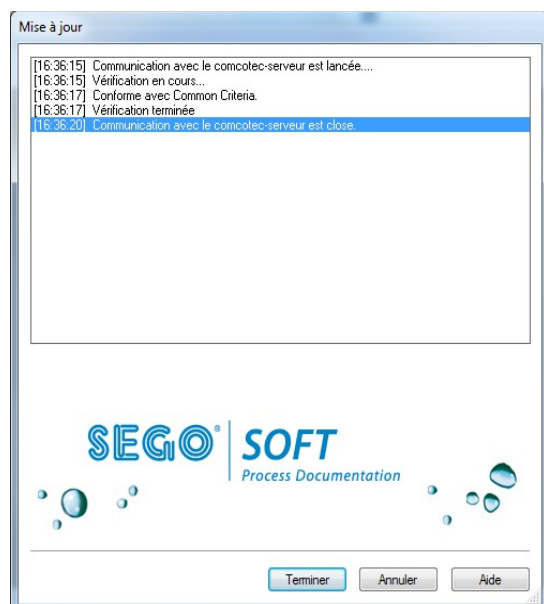 Mise à jour
[16:36:15] Communication avec le comcotec-serveur est lancée....
[16:36:15] Vérification en cours...
[16:36:17] Conforme avec Common Criteria.
[16:36:17] Vérification terminée
[16:36:20] Communication avec le comcotec-serveur est close.
SEGO® SOFT
Process Documentation
Terminer Annuler Aide